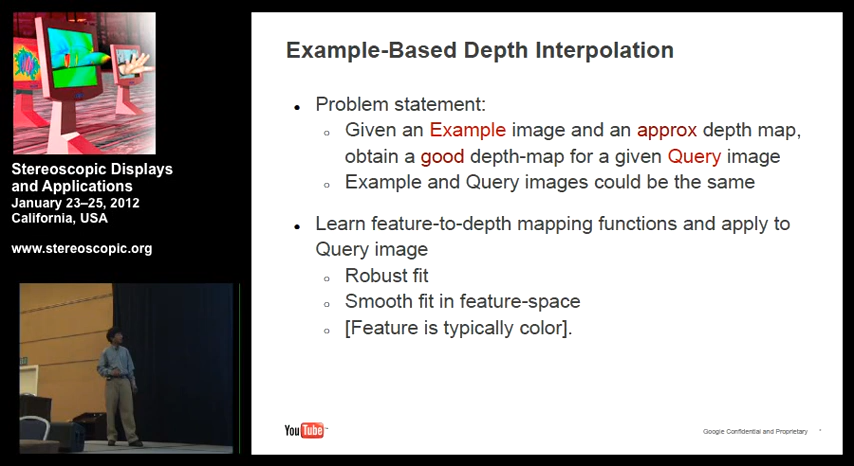 Example-Based Depth Interpolation
Problem statement:
Given an Example image and an approx depth map,
obtain a good depth-map for a given Query image
Example and Query images could be the same
Learn feature-to-depth mapping functions and apply to
Query image
Robust fit
Smooth fit in feature-space
[Feature is typically color].
YouTube
Google Confidential and Proprietary
Stereoscopic Displays
and Applications
January 23–25, 2012
California, USA
www.stereoscopic.org